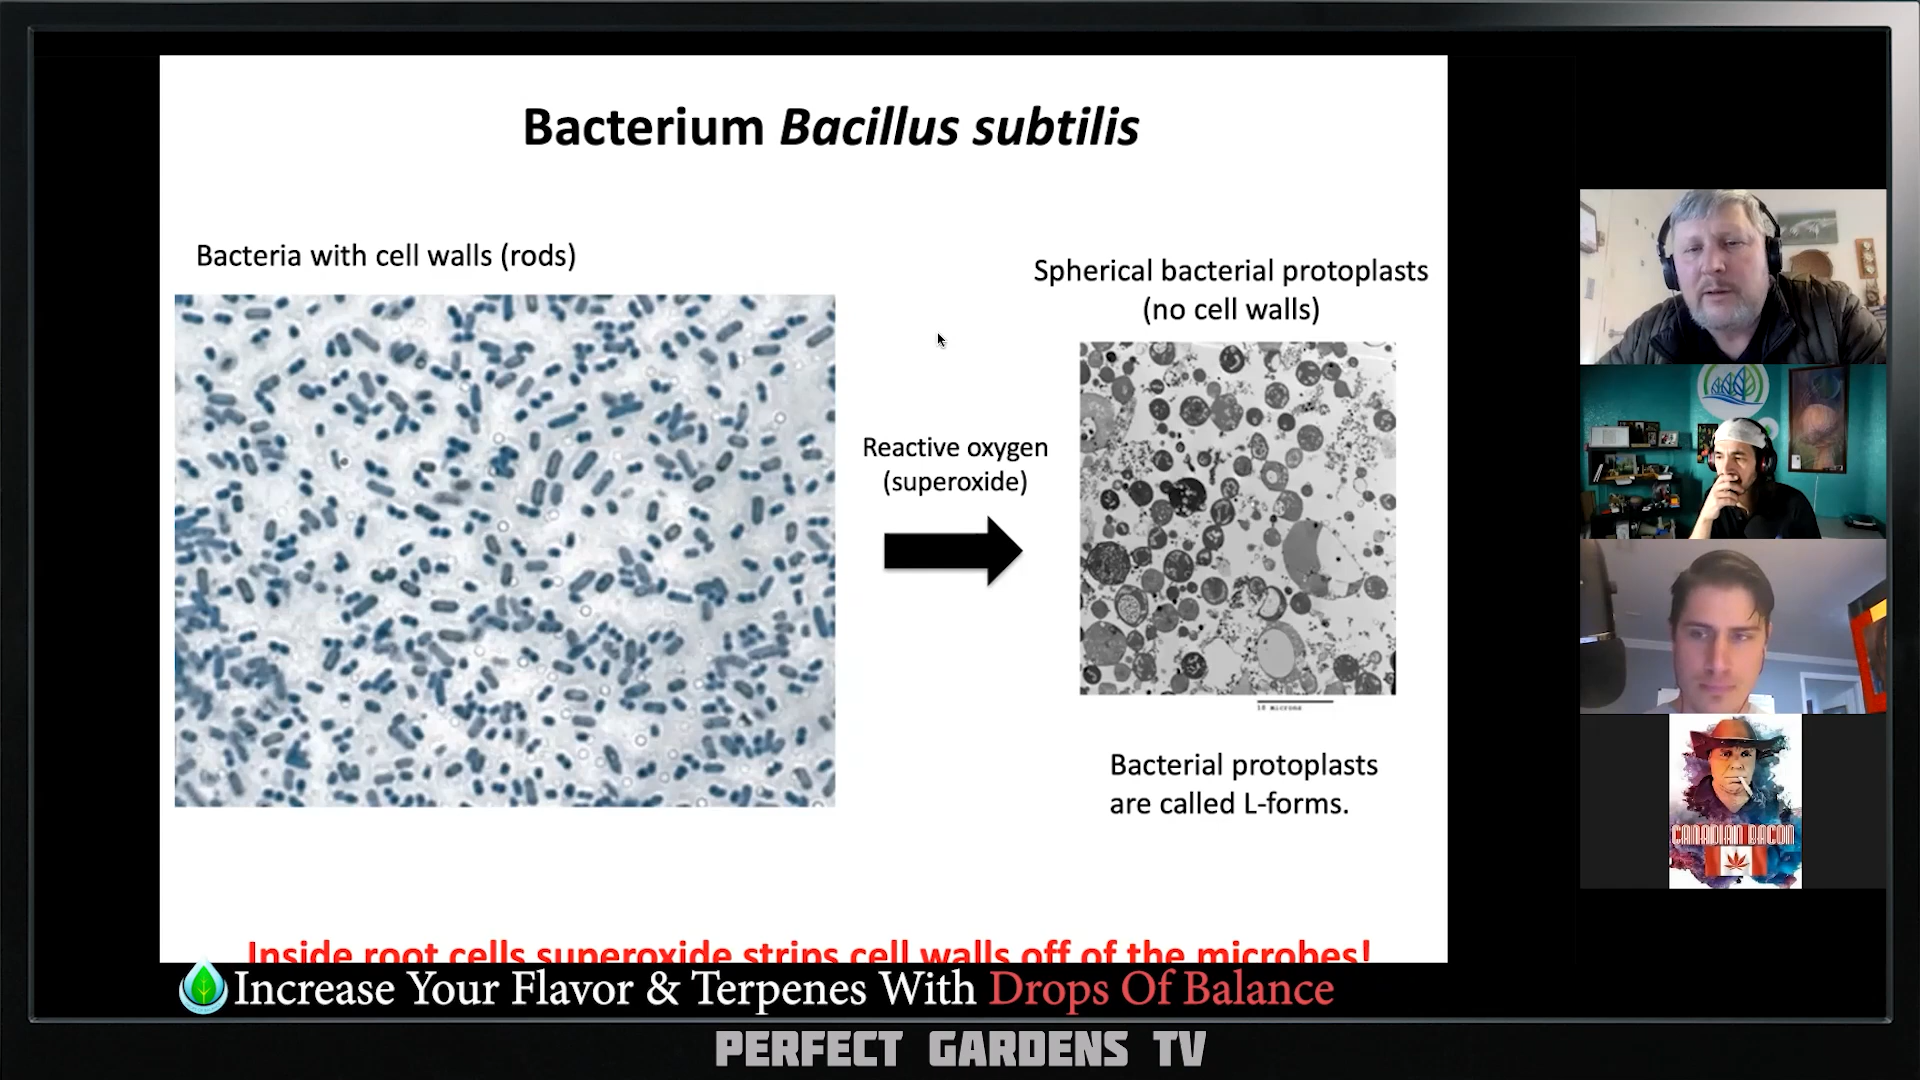 Bacterium Bacillus subtilis
Bacteria with cell walls (rods)
Spherical bacterial protoplasts
(no cell walls)
Reactive oxygen
(superoxide)
10 microns
Bacterial protoplasts
are called L-forms.
Inside root cells superoxide strips cell walls off of the microbes!
Increase Your Flavor & Terpenes With Drops Of Balance
PERFECT GARDENS TV
CANADIAN BACON